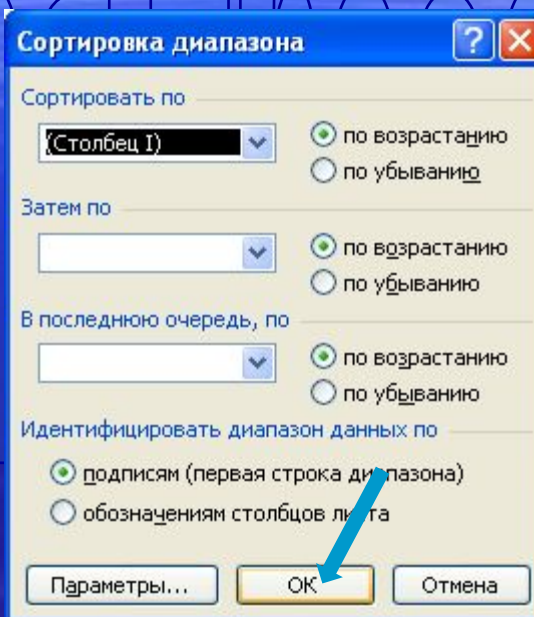 Сортировка диапазона
Сортировать по
(Столбец I)
по возрастанию
по убыванию
Затем по
по возрастанию
по убыванию
В последнюю очередь, по
по возрастанию
по убыванию
Идентифицировать диапазон данных по
подписям (первая строка диапазона)
обозначениям столбцов листа
Параметры... ОК Отмена